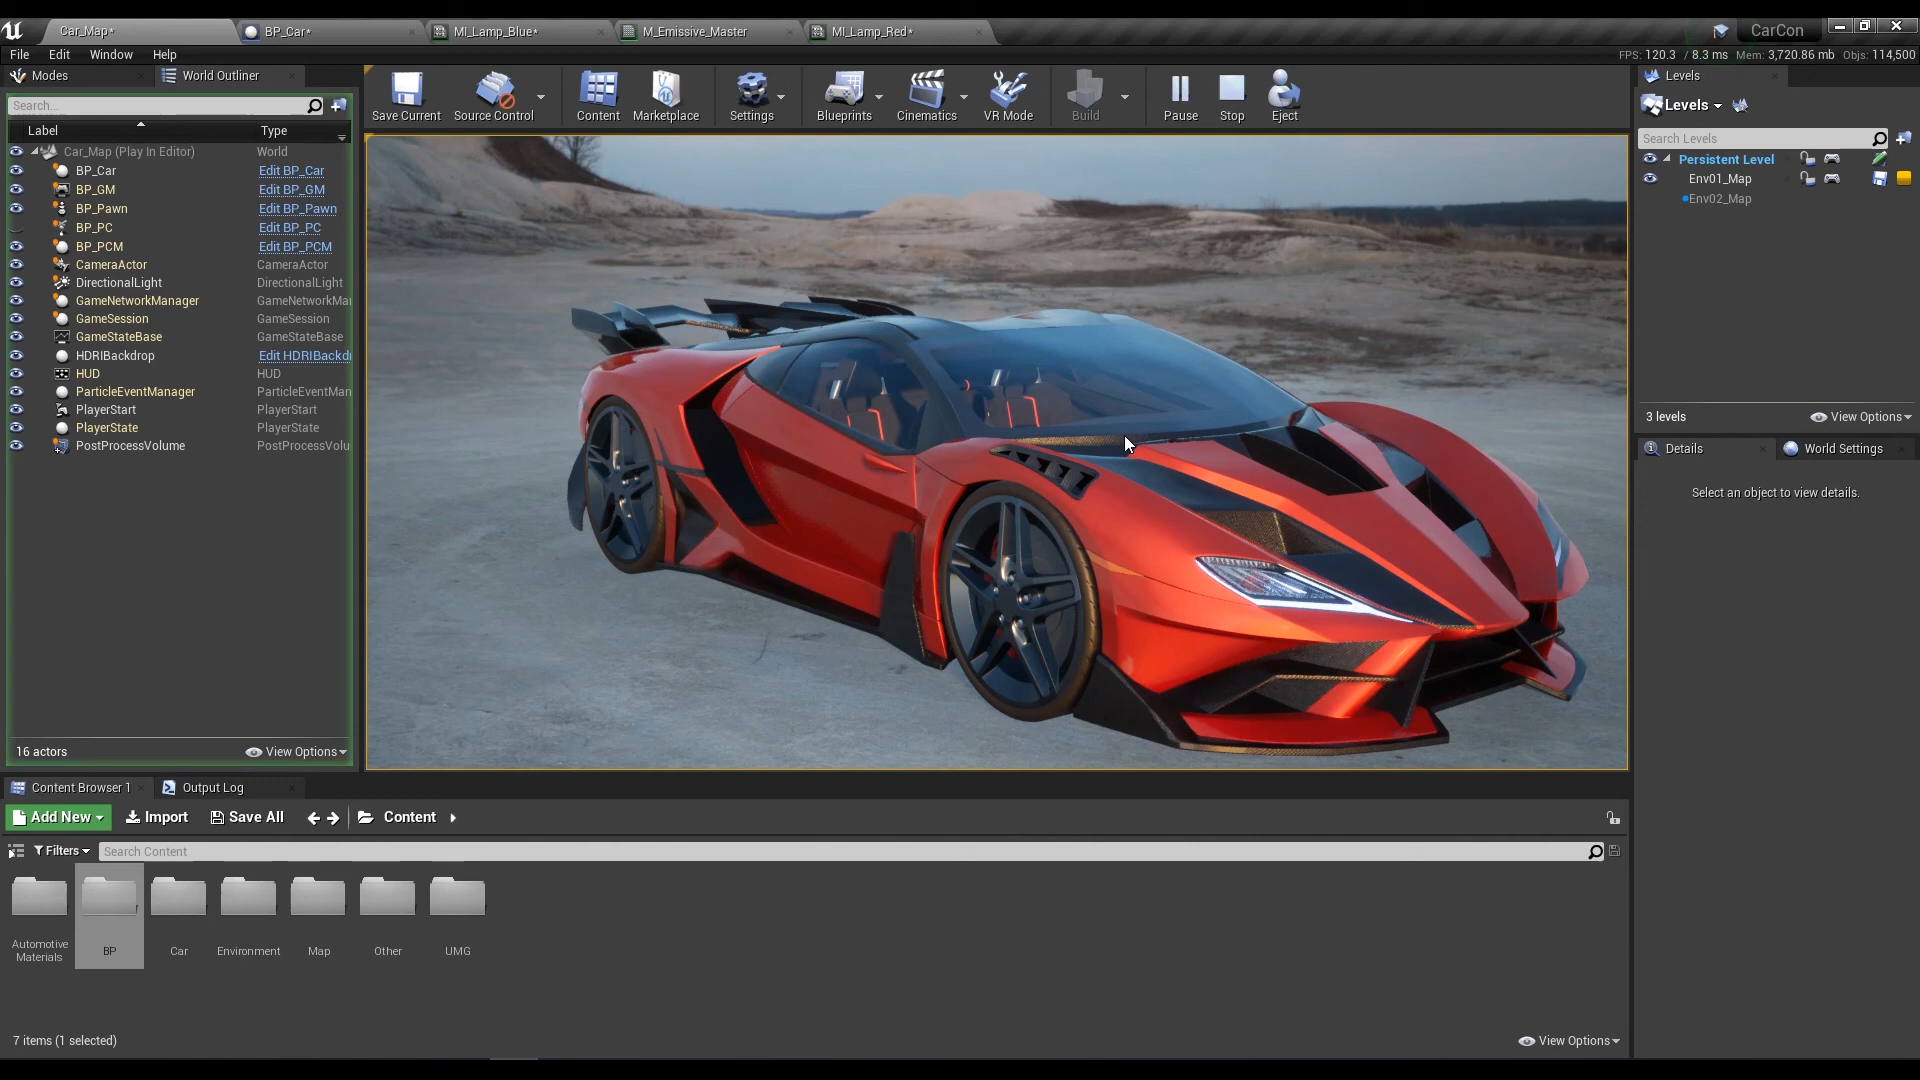 Car_Map*
BP_Car*
MI_Lamp_Blue*
M_Emissive_Master
MI_Lamp_Red*
CarCon
File Edit Window Help
FPS: 120.3 / 8.3 ms Mem: 3,720.86 mb Objs: 114,500
Modes
World Outliner
Search...
Label Type
Car_Map (Play In Editor) World
BP_Car Edit BP_Car
BP_GM Edit BP_GM
BP_Pawn Edit BP_Pawn
BP_PC Edit BP_PC
BP_PCM Edit BP_PCM
CameraActor CameraActor
DirectionalLight DirectionalLight
GameNetworkManager GameNetworkMa
GameSession GameSession
GameStateBase GameStateBase
HDRIBackdrop Edit HDRIBackd
HUD HUD
ParticleEventManager ParticleEventMan
PlayerStart PlayerStart
PlayerState PlayerState
PostProcessVolume PostProcessVolu
16 actors
View Options
Save Current
Source Control
Content
Marketplace
Settings
Blueprints
Cinematics
VR Mode
Build
Pause
Stop
Eject
Levels
Levels
Search Levels
Persistent Level
Env01_Map
Env02_Map
3 levels
View Options
Details
World Settings
Select an object to view details.
Content Browser 1
Output Log
Add New
Import
Save All
Content
Filters
Search Content
Automotive
Materials
BP
Car
Environment
Map
Other
UMG
7 items (1 selected)
View Options